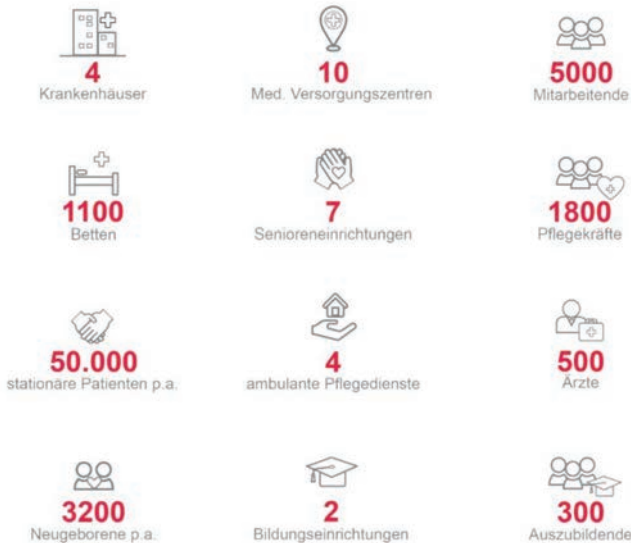 4
Krankenhäuser
10
Med. Versorgungszentren
5000
Mitarbeitende
1100
Betten
7
Senioreneinrichtungen
1800
Pflegekräfte
50.000
stationäre Patienten p.a.
4
ambulante Pflegedienste
500
Ärzte
3200
Neugeborene p.a.
2
Bildungseinrichtungen
300
Auszubildende